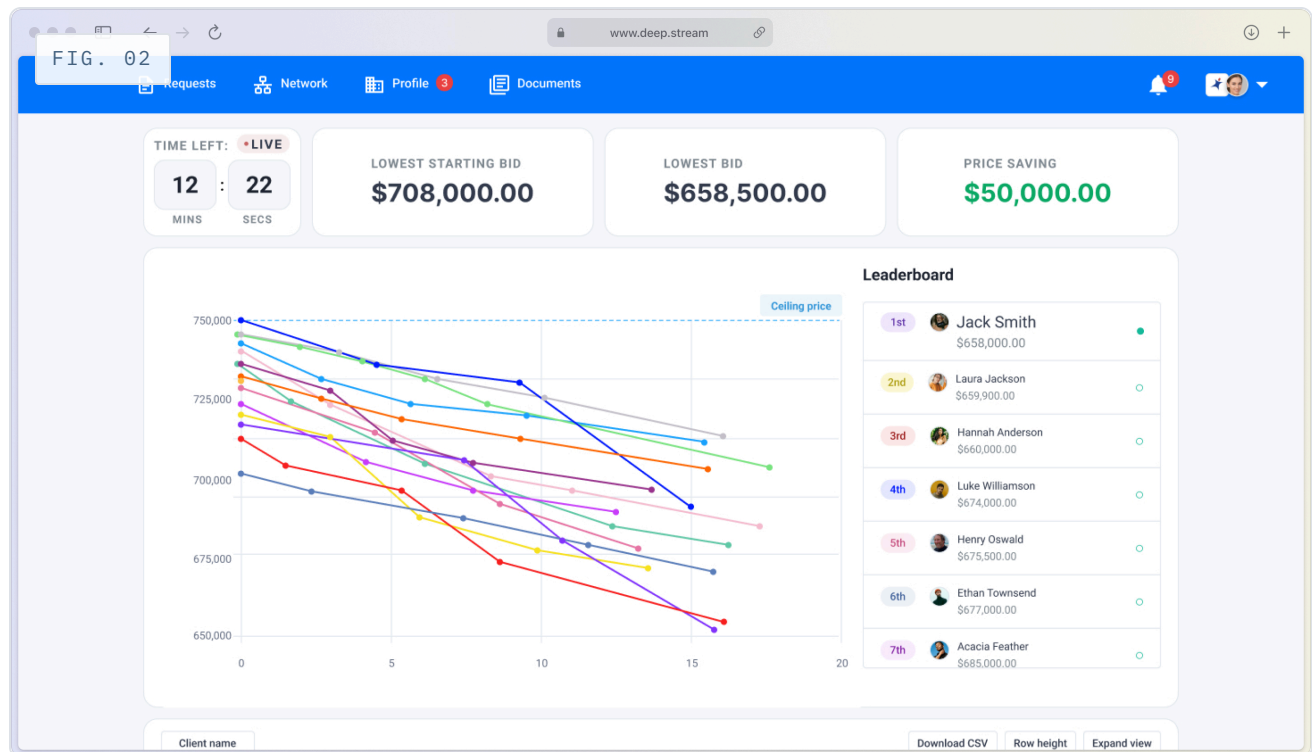 www.deep.stream
FIG. 02
Requests
Network
Profile 3
Documents
9
TIME LEFT: LIVE
12 : 22
MINS SECS
LOWEST STARTING BID
$708,000.00
LOWEST BID
$658,500.00
PRICE SAVING
$50,000.00
Ceiling price
750,000
725,000
700,000
675,000
650,000
0 5 10 15 20
Leaderboard
1st Jack Smith
$658,000.00
2nd Laura Jackson
$659,900.00
3rd Hannah Anderson
$660,000.00
4th Luke Williamson
$674,000.00
5th Henry Oswald
$675,500.00
6th Ethan Townsend
$677,000.00
7th Acacia Feather
$685,000.00
Client name
Download CSV
Row height
Expand view